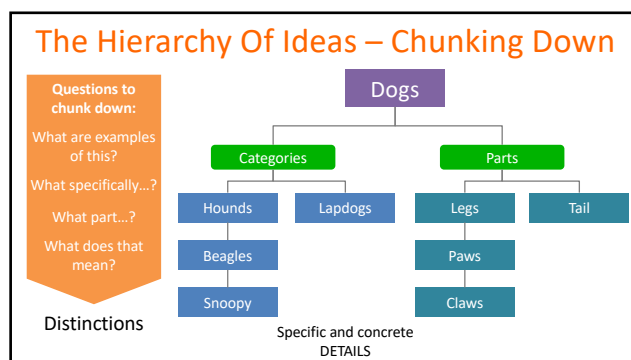 The Hierarchy Of Ideas – Chunking Down
Questions to
chunk down:
What are examples
of this?
What specifically…?
What part…?
What does that
mean?
Distinctions
Dogs
Categories
Parts
Hounds
Lapdogs
Legs
Tail
Beagles
Paws
Snoopy
Claws
Specific and concrete
DETAILS